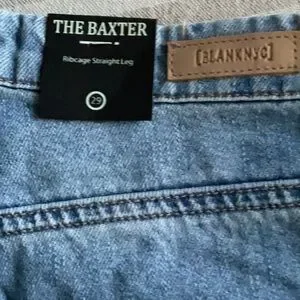 THE BAXTER
[BLANKNYC]
Ribcage Straight Leg
29